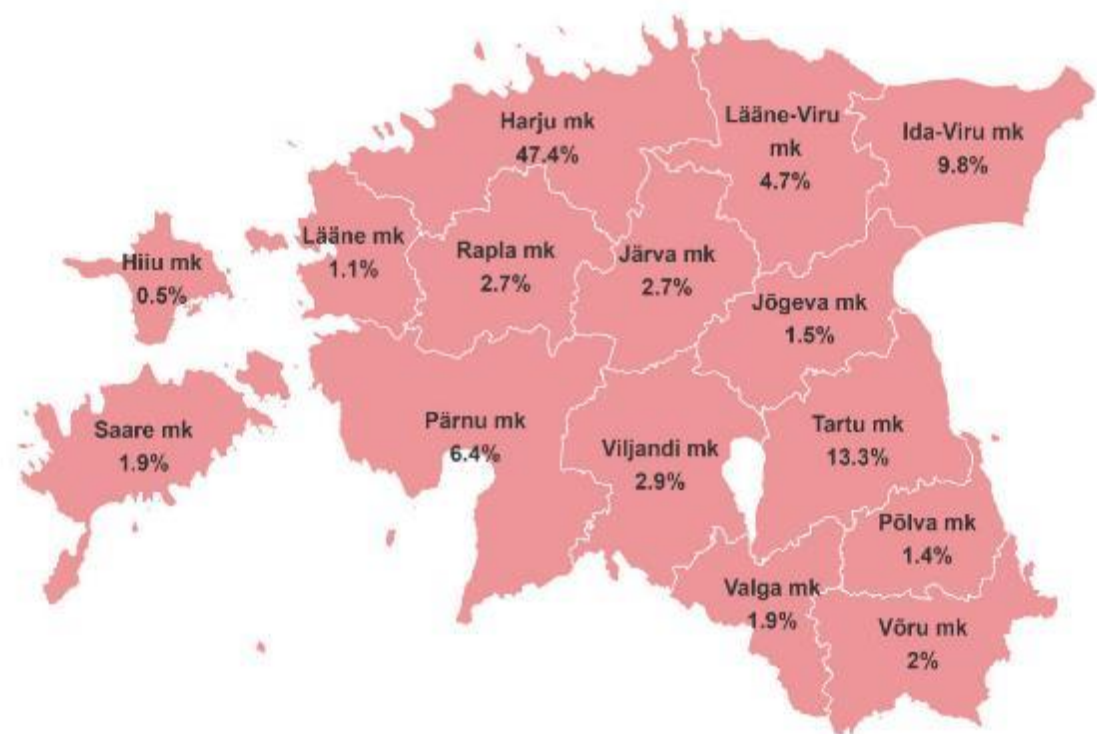 Harju mk
47.4%
Lääne-Viru
mk
4.7%
Ida-Viru mk
9.8%
Hiiu mk
0.5%
Lääne mk
1.1%
Rapla mk
2.7%
Järva mk
2.7%
Jõgeva mk
1.5%
Saare mk
1.9%
Pärnu mk
6.4%
Viljandi mk
2.9%
Tartu mk
13.3%
Põlva mk
1.4%
Valga mk
1.9%
Võru mk
2%